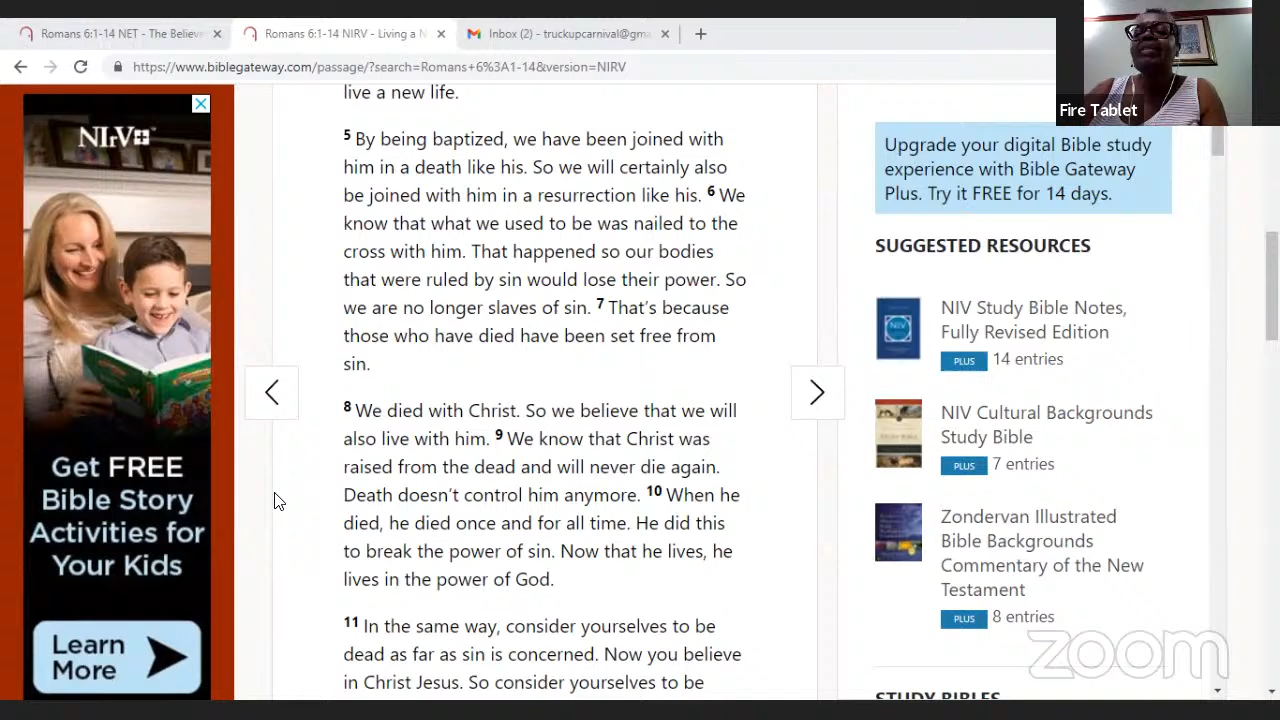 Romans 6:1-14 NET - The Believe
Romans 6:1-14 NIRV - Living a N
Inbox (2) - truckupcarnival@gma
https://www.biblegateway.com/passage/?search=Romans+6%3A1-14&version=NIRV
Fire Tablet
NIrV
Get FREE
Bible Story
Activities for
Your Kids
Learn
More
live a new life.
5 By being baptized, we have been joined with
him in a death like his. So we will certainly also
be joined with him in a resurrection like his. 6 We
know that what we used to be was nailed to the
cross with him. That happened so our bodies
that were ruled by sin would lose their power. So
we are no longer slaves of sin. 7 That’s because
those who have died have been set free from
sin.
8 We died with Christ. So we believe that we will
also live with him. 9 We know that Christ was
raised from the dead and will never die again.
Death doesn’t control him anymore. 10 When he
died, he died once and for all time. He did this
to break the power of sin. Now that he lives, he
lives in the power of God.
11 In the same way, consider yourselves to be
dead as far as sin is concerned. Now you believe
in Christ Jesus. So consider yourselves to be
Upgrade your digital Bible study
experience with Bible Gateway
Plus. Try it FREE for 14 days.
SUGGESTED RESOURCES
NIV
NIV Study Bible Notes,
Fully Revised Edition
PLUS 14 entries
NIV Cultural Backgrounds
Study Bible
PLUS 7 entries
Zondervan Illustrated
Bible Backgrounds
Commentary of the New
Testament
PLUS 8 entries
STUDY BIBLES
zoom